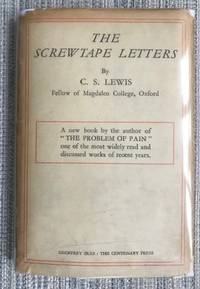 THE
SCREWTAPE LETTERS
By
C. S. LEWIS
Fellow of Magdalen College, Oxford
A new book by the author of
"THE PROBLEM OF PAIN"
one of the most widely read and
discussed works of recent years.
GEOFFREY BLES : THE CENTENARY PRESS